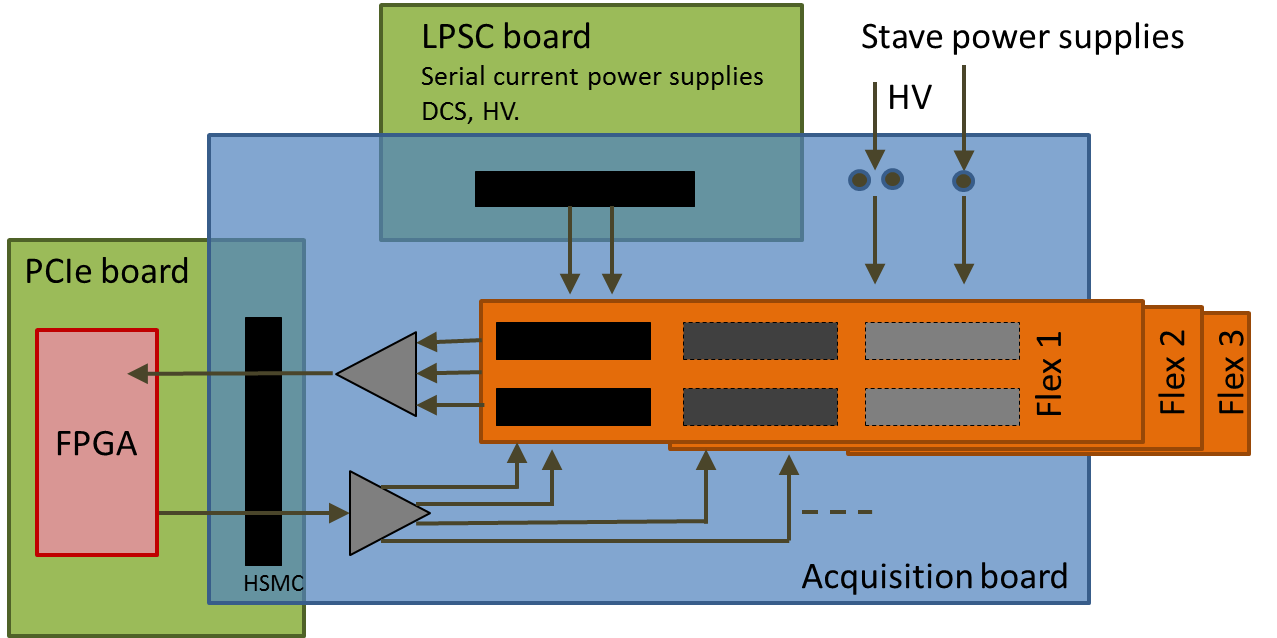 LPSC board
Serial current power supplies
DCS, HV.
Stave power supplies
HV
PCIe board
FPGA
HSMC
Flex 1
Flex 2
Flex 3
Acquisition board